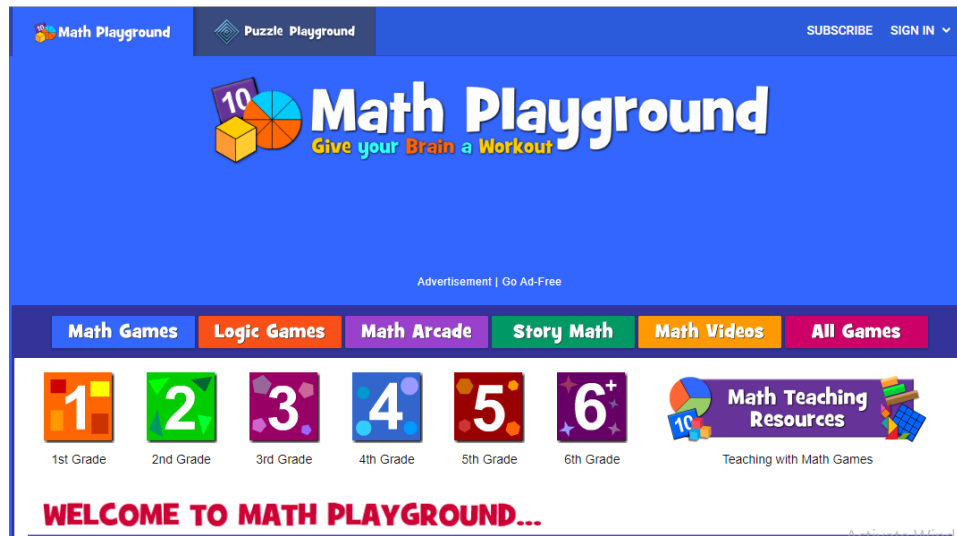 Math Playground Puzzle Playground SUBSCRIBE SIGN IN
10
Math Playground
Give your Brain a Workout
Advertisement | Go Ad-Free
Math Games Logic Games Math Arcade Story Math Math Videos All Games
1 2 3 4 5 6+ 10 Math Teaching
Resources
1st Grade 2nd Grade 3rd Grade 4th Grade 5th Grade 6th Grade Teaching with Math Games
WELCOME TO MATH PLAYGROUND...